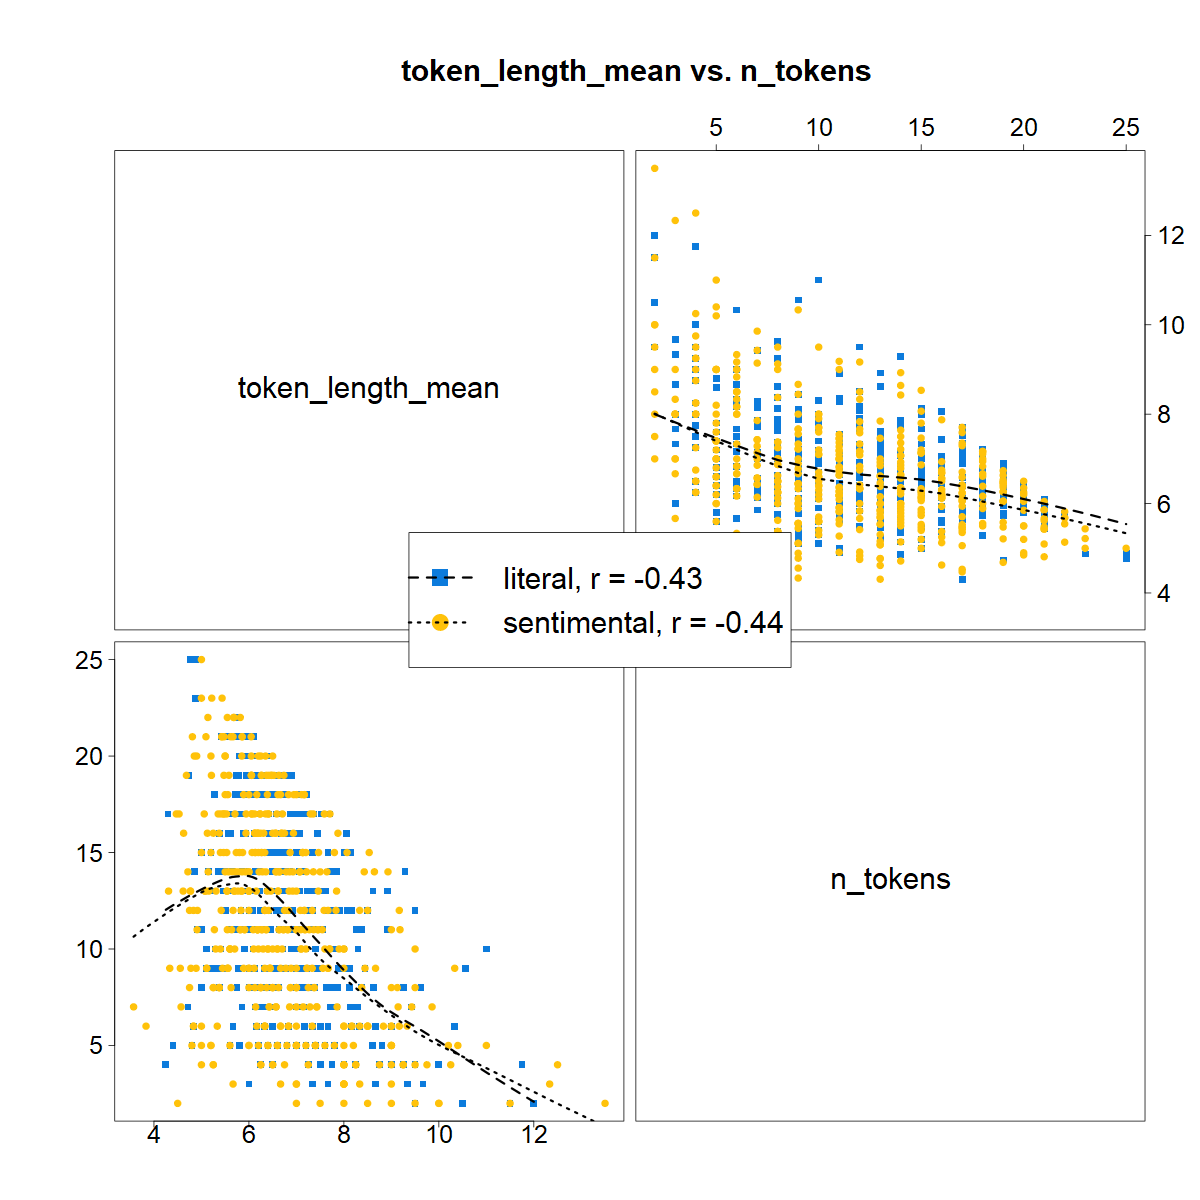 token_length_mean vs. n_tokens
5 10 15 20 25
token_length_mean
12
10
8
6
4
literal, r = -0.43
sentimental, r = -0.44
25
20
15
10
5
n_tokens
4 6 8 10 12